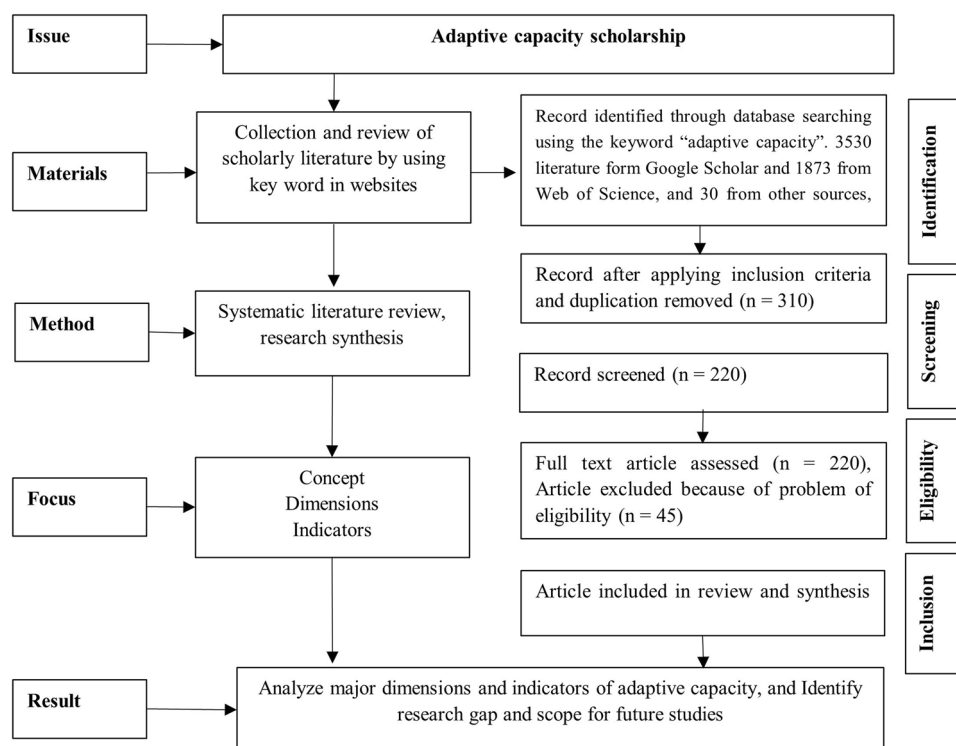 Issue
Adaptive capacity scholarship
Materials
Collection and review of
scholarly literature by using
key word in websites
Record identified through database searching
using the keyword “adaptive capacity”. 3530
literature form Google Scholar and 1873 from
Web of Science, and 30 from other sources,
Identification
Record after applying inclusion criteria
and duplication removed (n = 310)
Method
Systematic literature review,
research synthesis
Record screened (n = 220)
Screening
Focus
Concept
Dimensions
Indicators
Full text article assessed (n = 220),
Article excluded because of problem of
eligibility (n = 45)
Eligibility
Article included in review and synthesis
Inclusion
Result
Analyze major dimensions and indicators of adaptive capacity, and Identify
research gap and scope for future studies